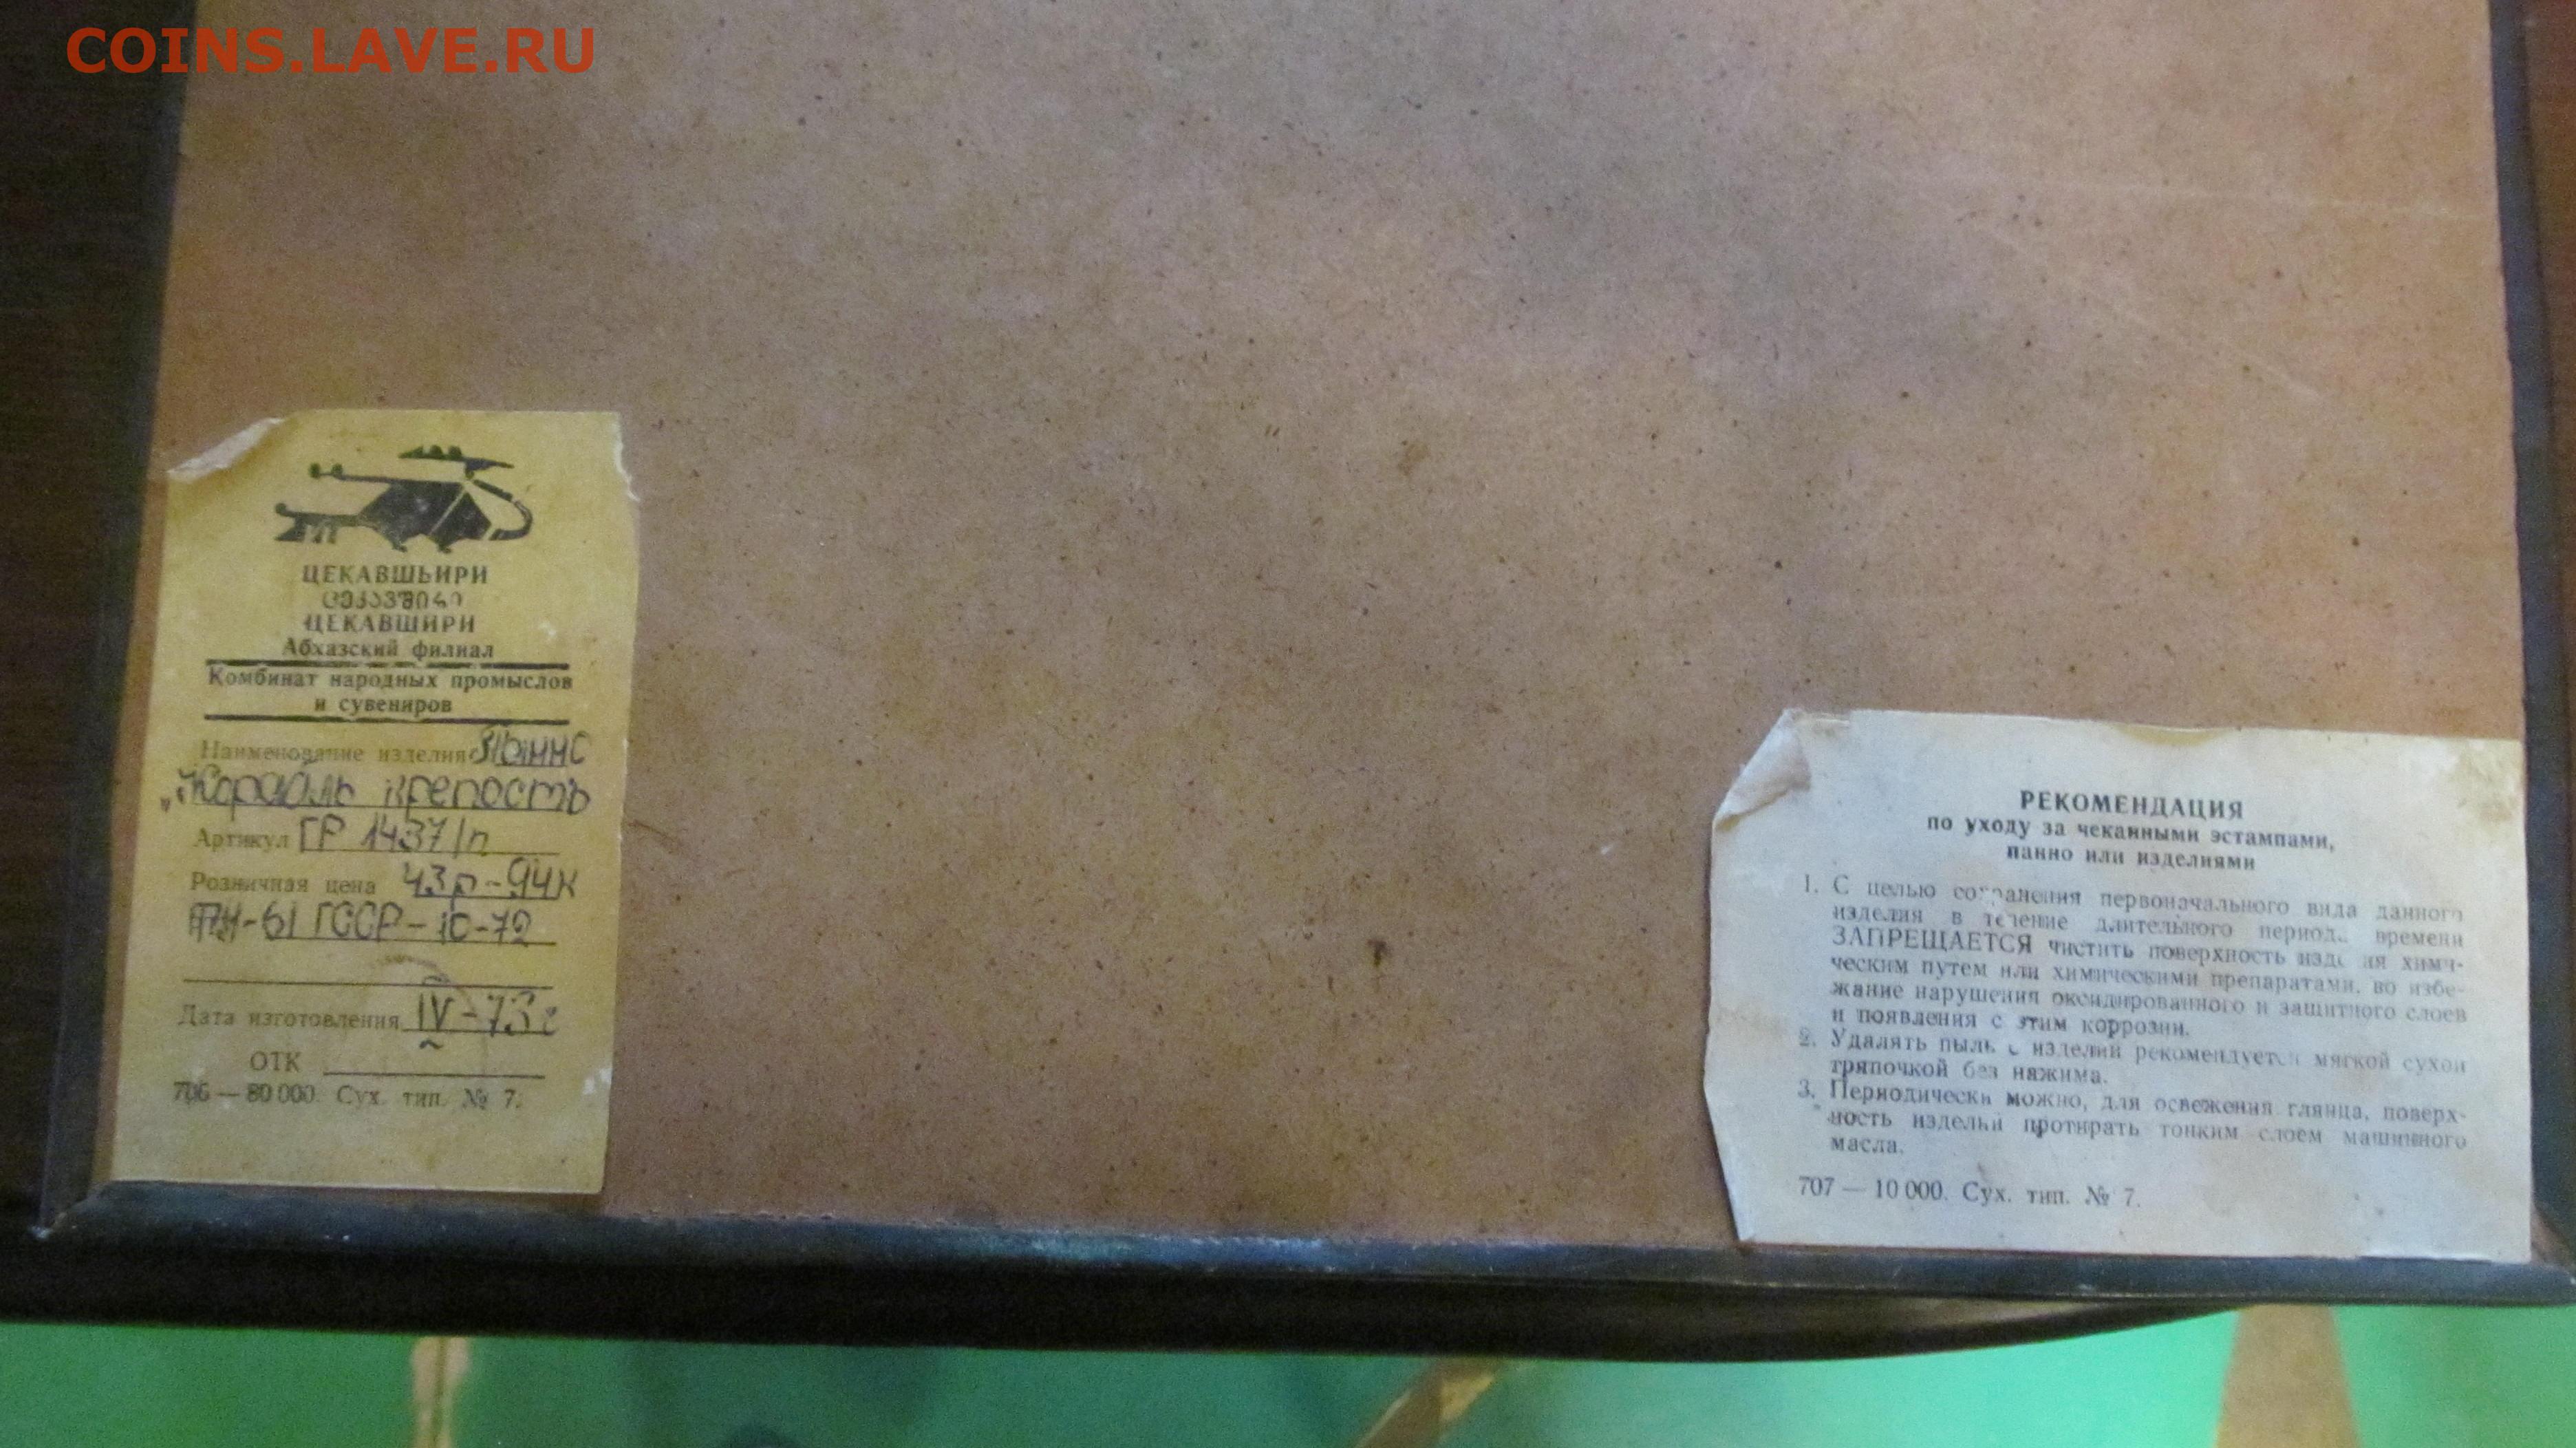 COINS.LAVE.RU
ЦЕКАВШЬИРИ
ცეკავშირი
ЦЕКАВШИРИ
Абхазский филиал
Комбинат народных промыслов
и сувениров
Наименование изделия
„Корабль крепость
Артикул ГР 1437/п
Розничная цена 43р-94к
-61 ГССР-10-72
Дата изготовления IV-73г
ОТК
706 — 80 000. Сух. тип. № 7.
РЕКОМЕНДАЦИЯ
по уходу за чеканными эстампами,
панно или изделиями
1. С целью сохранения первоначального вида данного
изделия в течение длительного периода времени
ЗАПРЕЩАЕТСЯ чистить поверхность изделия хими-
ческим путем или химическими препаратами, во избе-
жание нарушения оксидированного и защитного слоев
и появления с этим коррозии.
2. Удалять пыль с изделий рекомендуется мягкой сухой
тряпочкой без нажима.
3. Периодически можно, для освежения глянца, поверх-
ность изделий протирать тонким слоем машинного
масла.
707 — 10 000. Сух. тип. № 7.